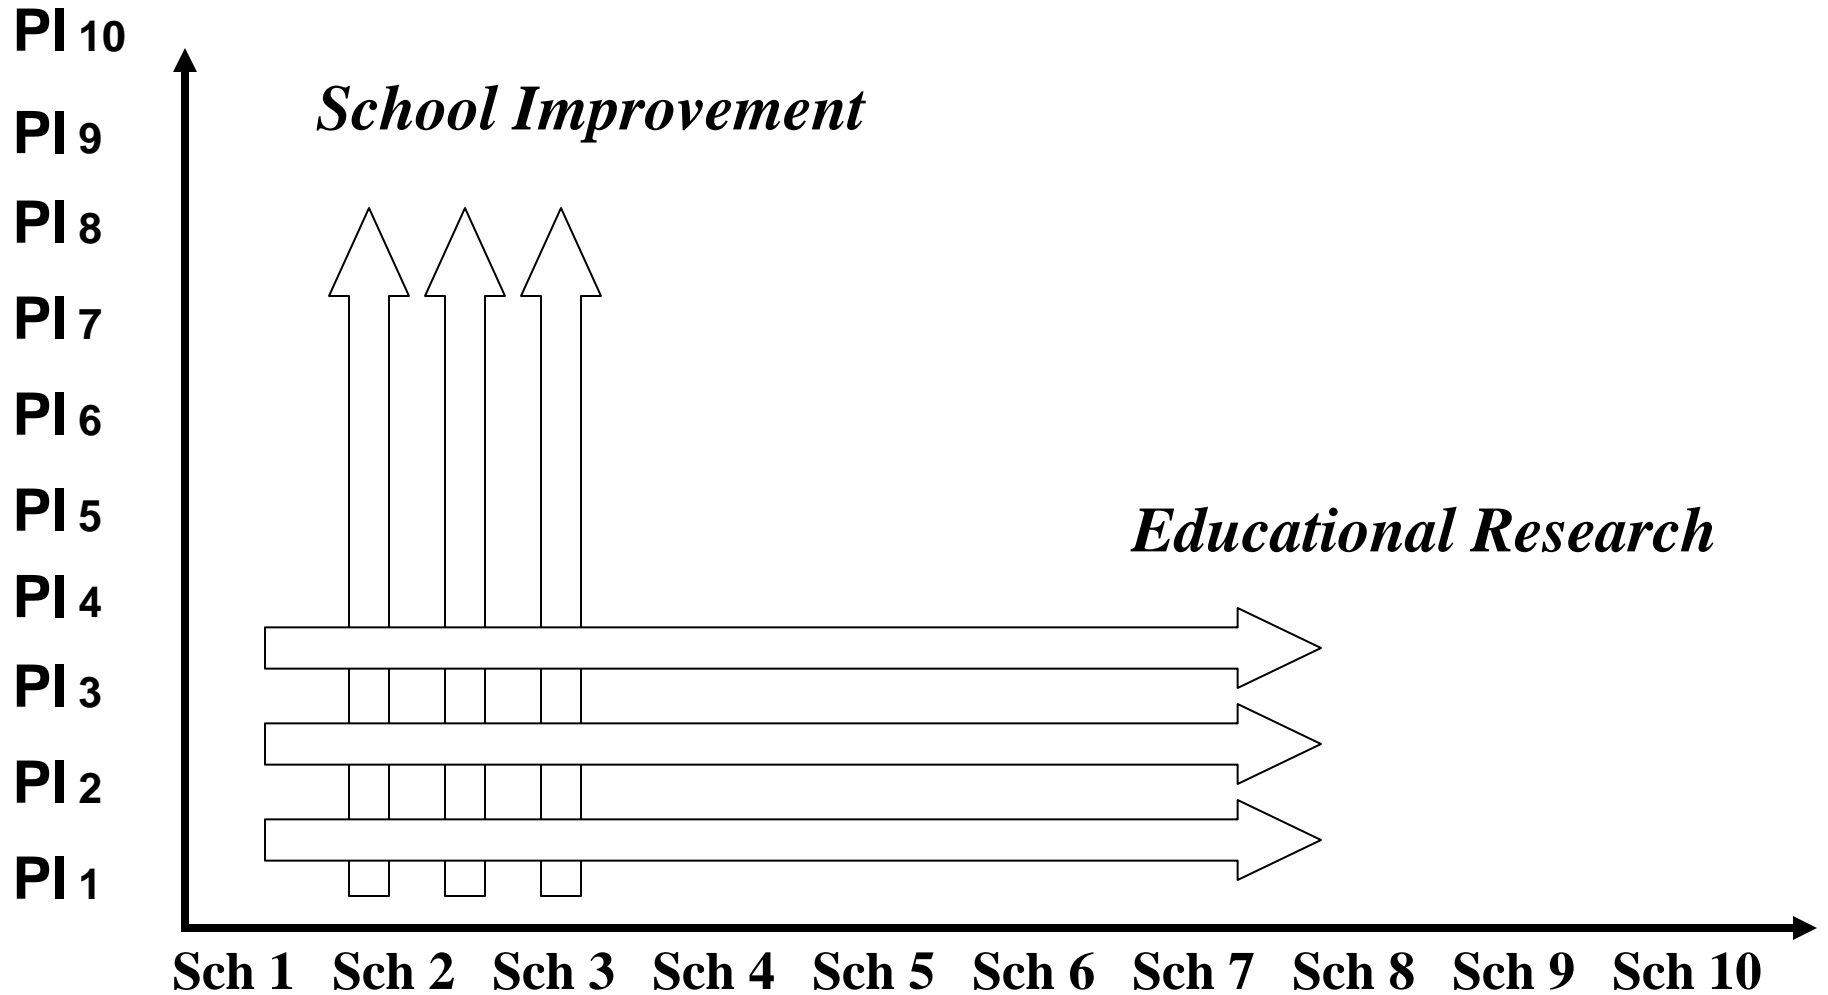 PI 10
School Improvement
PI 9
PI 8
PI 7
PI 6
PI 5
Educational Research
PI 4
PI 3
PI 2
PI 1
Sch 1 Sch 2 Sch 3 Sch 4 Sch 5 Sch 6 Sch 7 Sch 8 Sch 9 Sch 10